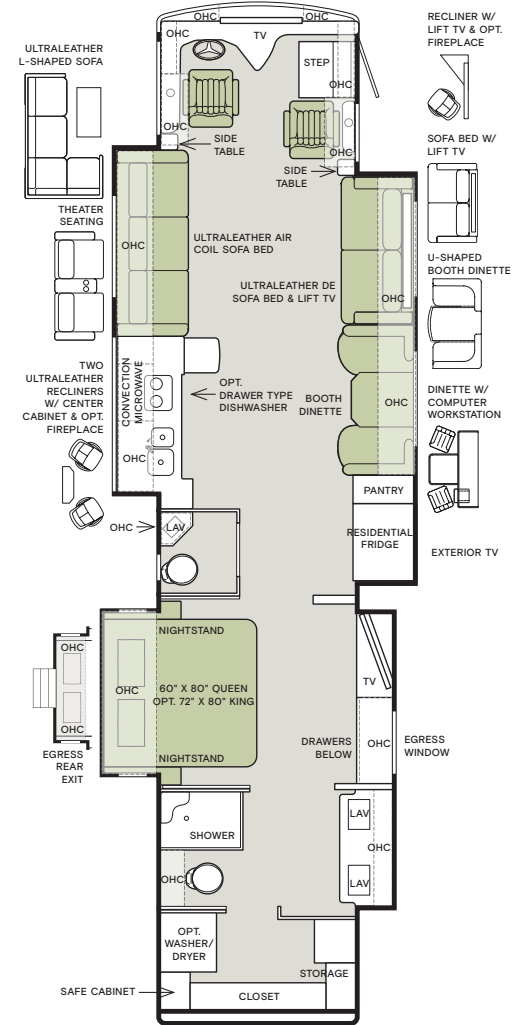 OHC
OHC
OHC
TV
STEP
OHC
OHC
OHC
SIDE
TABLE
SIDE
TABLE
RECLINER W/
LIFT TV & OPT.
FIREPLACE
ULTRALEATHER
L-SHAPED SOFA
SOFA BED W/
LIFT TV
THEATER
SEATING
OHC
ULTRALEATHER AIR
COIL SOFA BED
ULTRALEATHER DE
SOFA BED & LIFT TV
OHC
U-SHAPED
BOOTH DINETTE
TWO
ULTRALEATHER
RECLINERS
W/ CENTER
CABINET & OPT.
FIREPLACE
CONVECTION
MICROWAVE
OHC
OPT.
DRAWER TYPE
DISHWASHER
BOOTH
DINETTE
OHC
DINETTE W/
COMPUTER
WORKSTATION
PANTRY
OHC
LAV
RESIDENTIAL
FRIDGE
EXTERIOR TV
NIGHTSTAND
OHC
60" X 80" QUEEN
OPT. 72" X 80" KING
NIGHTSTAND
OHC
OHC
EGRESS
REAR
EXIT
TV
DRAWERS
BELOW
OHC
EGRESS
WINDOW
SHOWER
LAV
OHC
LAV
OHC
OPT.
WASHER/
DRYER
STORAGE
SAFE CABINET
CLOSET